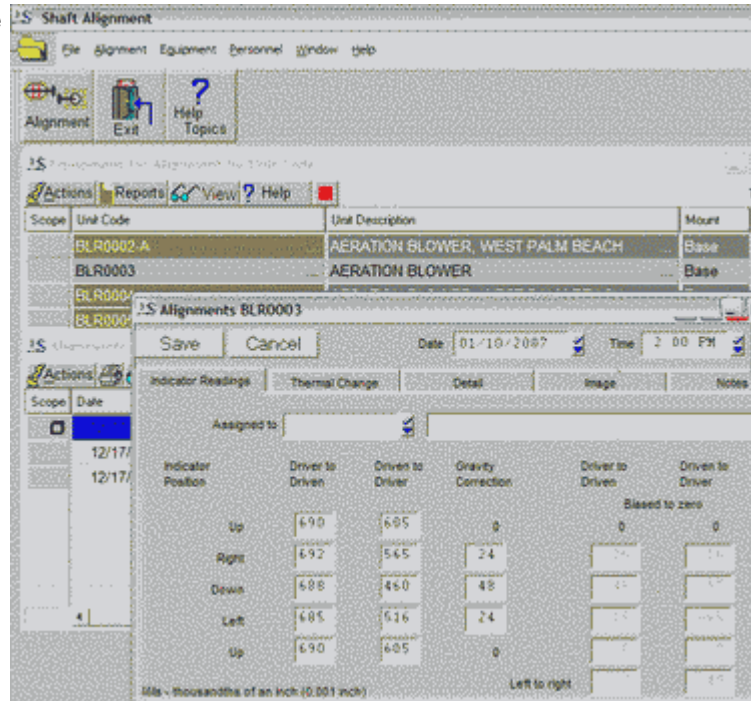 Shaft Alignment
File Alignment Equipment Personnel Window Help
Alignment Exit Help Topics
Actions Reports View ? Help
Scope Unit Code Unit Description Mount
BLR0002-A AERATION BLOWER, WEST PALM BEACH ... Base
BLR0003 ... AERATION BLOWER ... Base
BLR000
BLR000
Alignments BLR0003
Save Cancel Date 01/10/2007 Time 2 00 PM
Actions
Indicator Readings Thermal Change Detail Image Notes
Scope Date
Assigned to
12/17/
12/17/
Indicator Position Driver to Driven Driven to Driver Gravity Correction Driver to Driven Driven to Driver
Biased to zero
Up 690 605 0 0 0
Right 692 565 24
Down 688 460 48
Left 685 516 24
Up 690 605 0
Left to right
Mils - thousandths of an inch (0.001 inch)